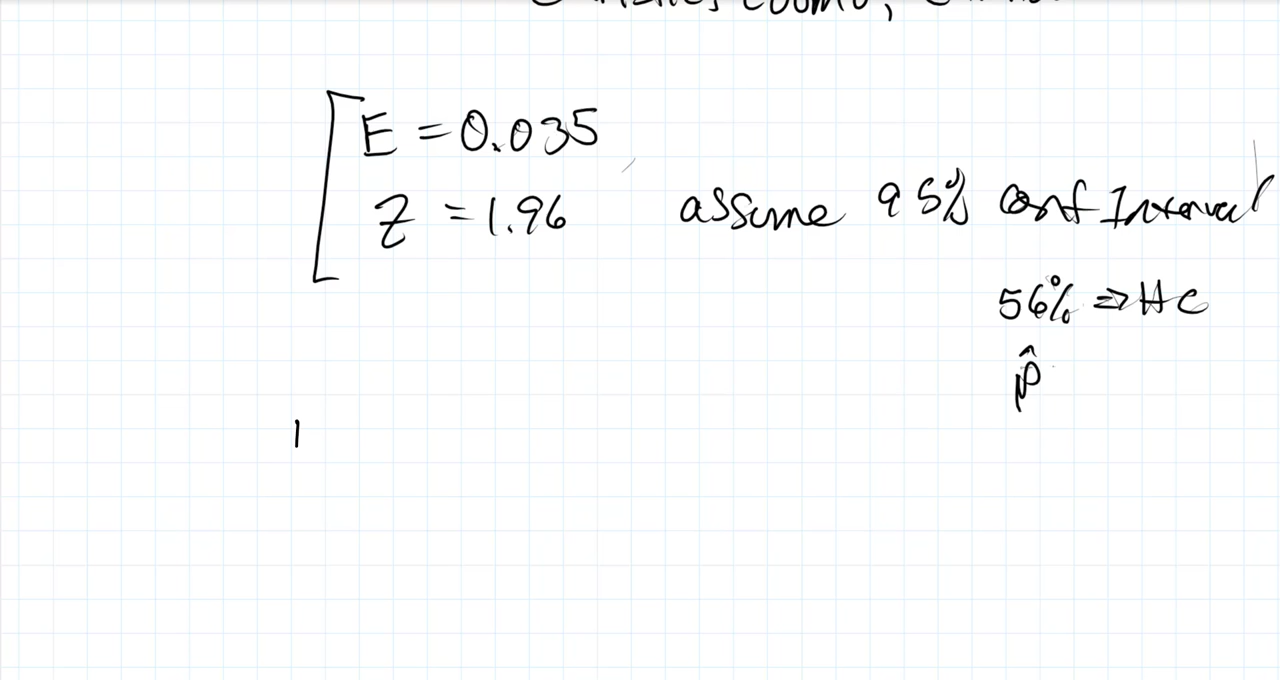 E = 0.035
Z = 1.96 assume 95% conf Interval
56% ⇒ HC
p̂